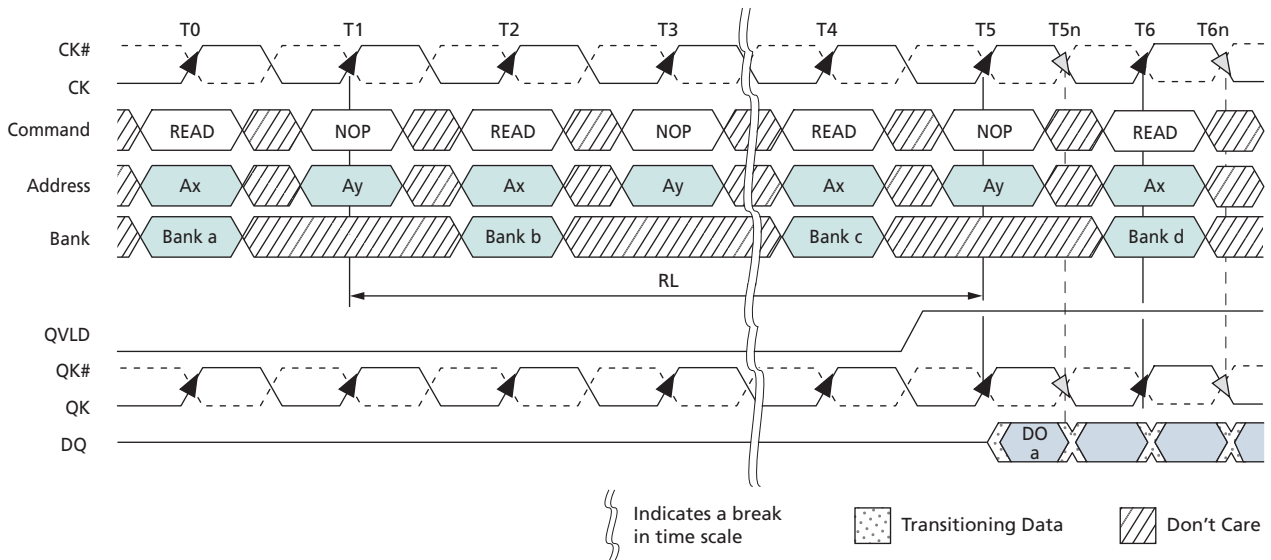 T0 T1 T2 T3 T4 T5 T5n T6 T6n
CK#
CK
Command READ NOP READ NOP READ NOP READ
Address Ax Ay Ax Ay Ax Ay Ax
Bank Bank a Bank b Bank c Bank d
RL
QVLD
QK#
QK
DQ
DO
a
Indicates a break
in time scale
Transitioning Data
Don't Care